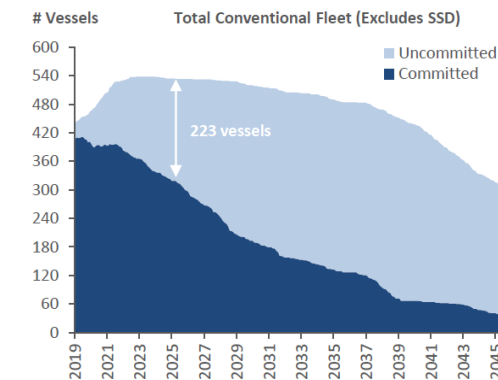 # Vessels Total Conventional Fleet (Excludes SSD)
600
Uncommitted
540
Committed
480
420
223 vessels
360
300
240
180
120
60
0
2019 2021 2023 2025 2027 2029 2031 2033 2035 2037 2039 2041 2043 2045